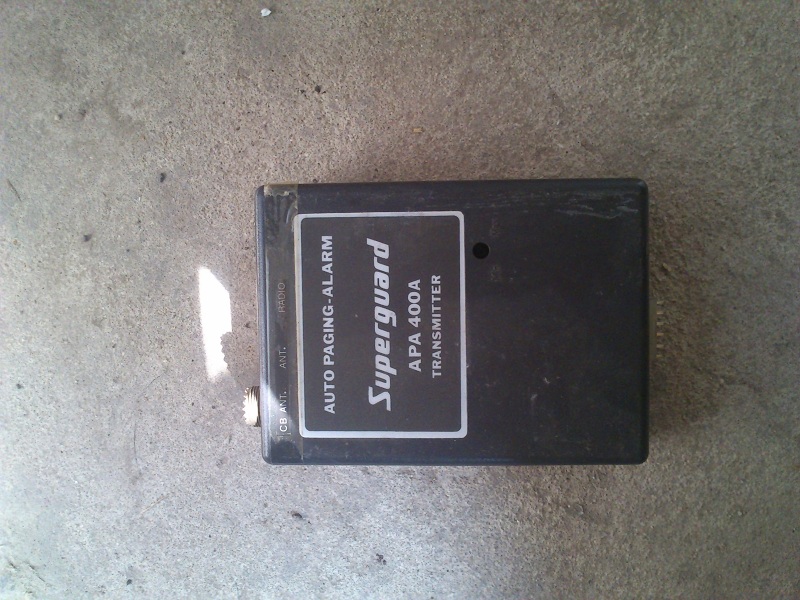 CB ANT. ANT. RADIO
AUTO PAGING-ALARM
Superguard
APA 400A
TRANSMITTER